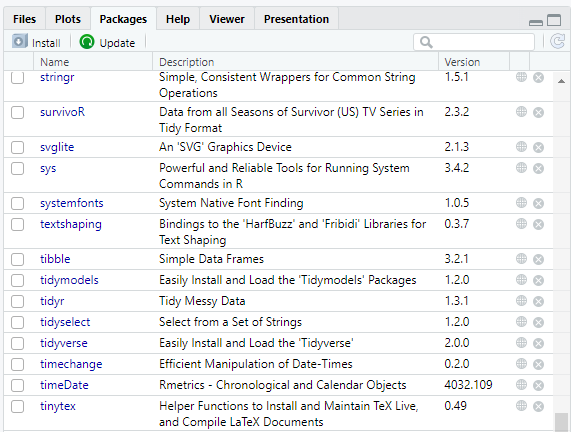 Files Plots Packages Help Viewer Presentation
Install Update
Name Description Version
stringr Simple, Consistent Wrappers for Common String 1.5.1
Operations
survivoR Data from all Seasons of Survivor (US) TV Series in 2.3.2
Tidy Format
svglite An 'SVG' Graphics Device 2.1.3
sys Powerful and Reliable Tools for Running System 3.4.2
Commands in R
systemfonts System Native Font Finding 1.0.5
textshaping Bindings to the 'HarfBuzz' and 'Fribidi' Libraries for 0.3.7
Text Shaping
tibble Simple Data Frames 3.2.1
tidymodels Easily Install and Load the 'Tidymodels' Packages 1.2.0
tidyr Tidy Messy Data 1.3.1
tidyselect Select from a Set of Strings 1.2.0
tidyverse Easily Install and Load the 'Tidyverse' 2.0.0
timechange Efficient Manipulation of Date-Times 0.2.0
timeDate Rmetrics - Chronological and Calendar Objects 4032.109
tinytex Helper Functions to Install and Maintain TeX Live, 0.49
and Compile LaTeX Documents